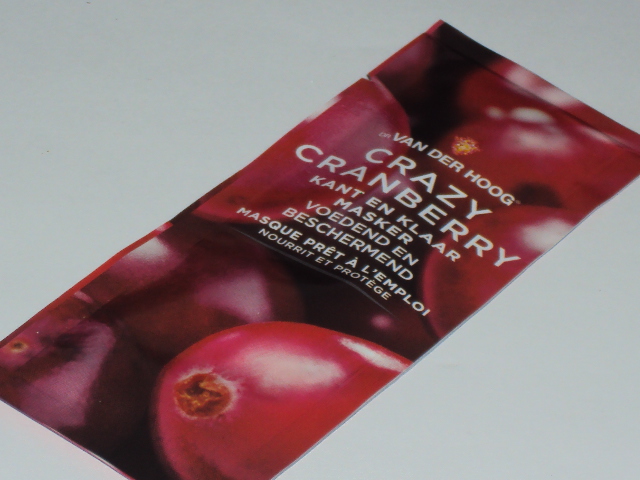 DR VAN DER HOOG®
CRAZY
CRANBERRY
KANT EN KLAAR
MASKER
VOEDEND EN
BESCHERMEND
MASQUE PRÊT À L'EMPLOI
NOURRIT ET PROTÈGE